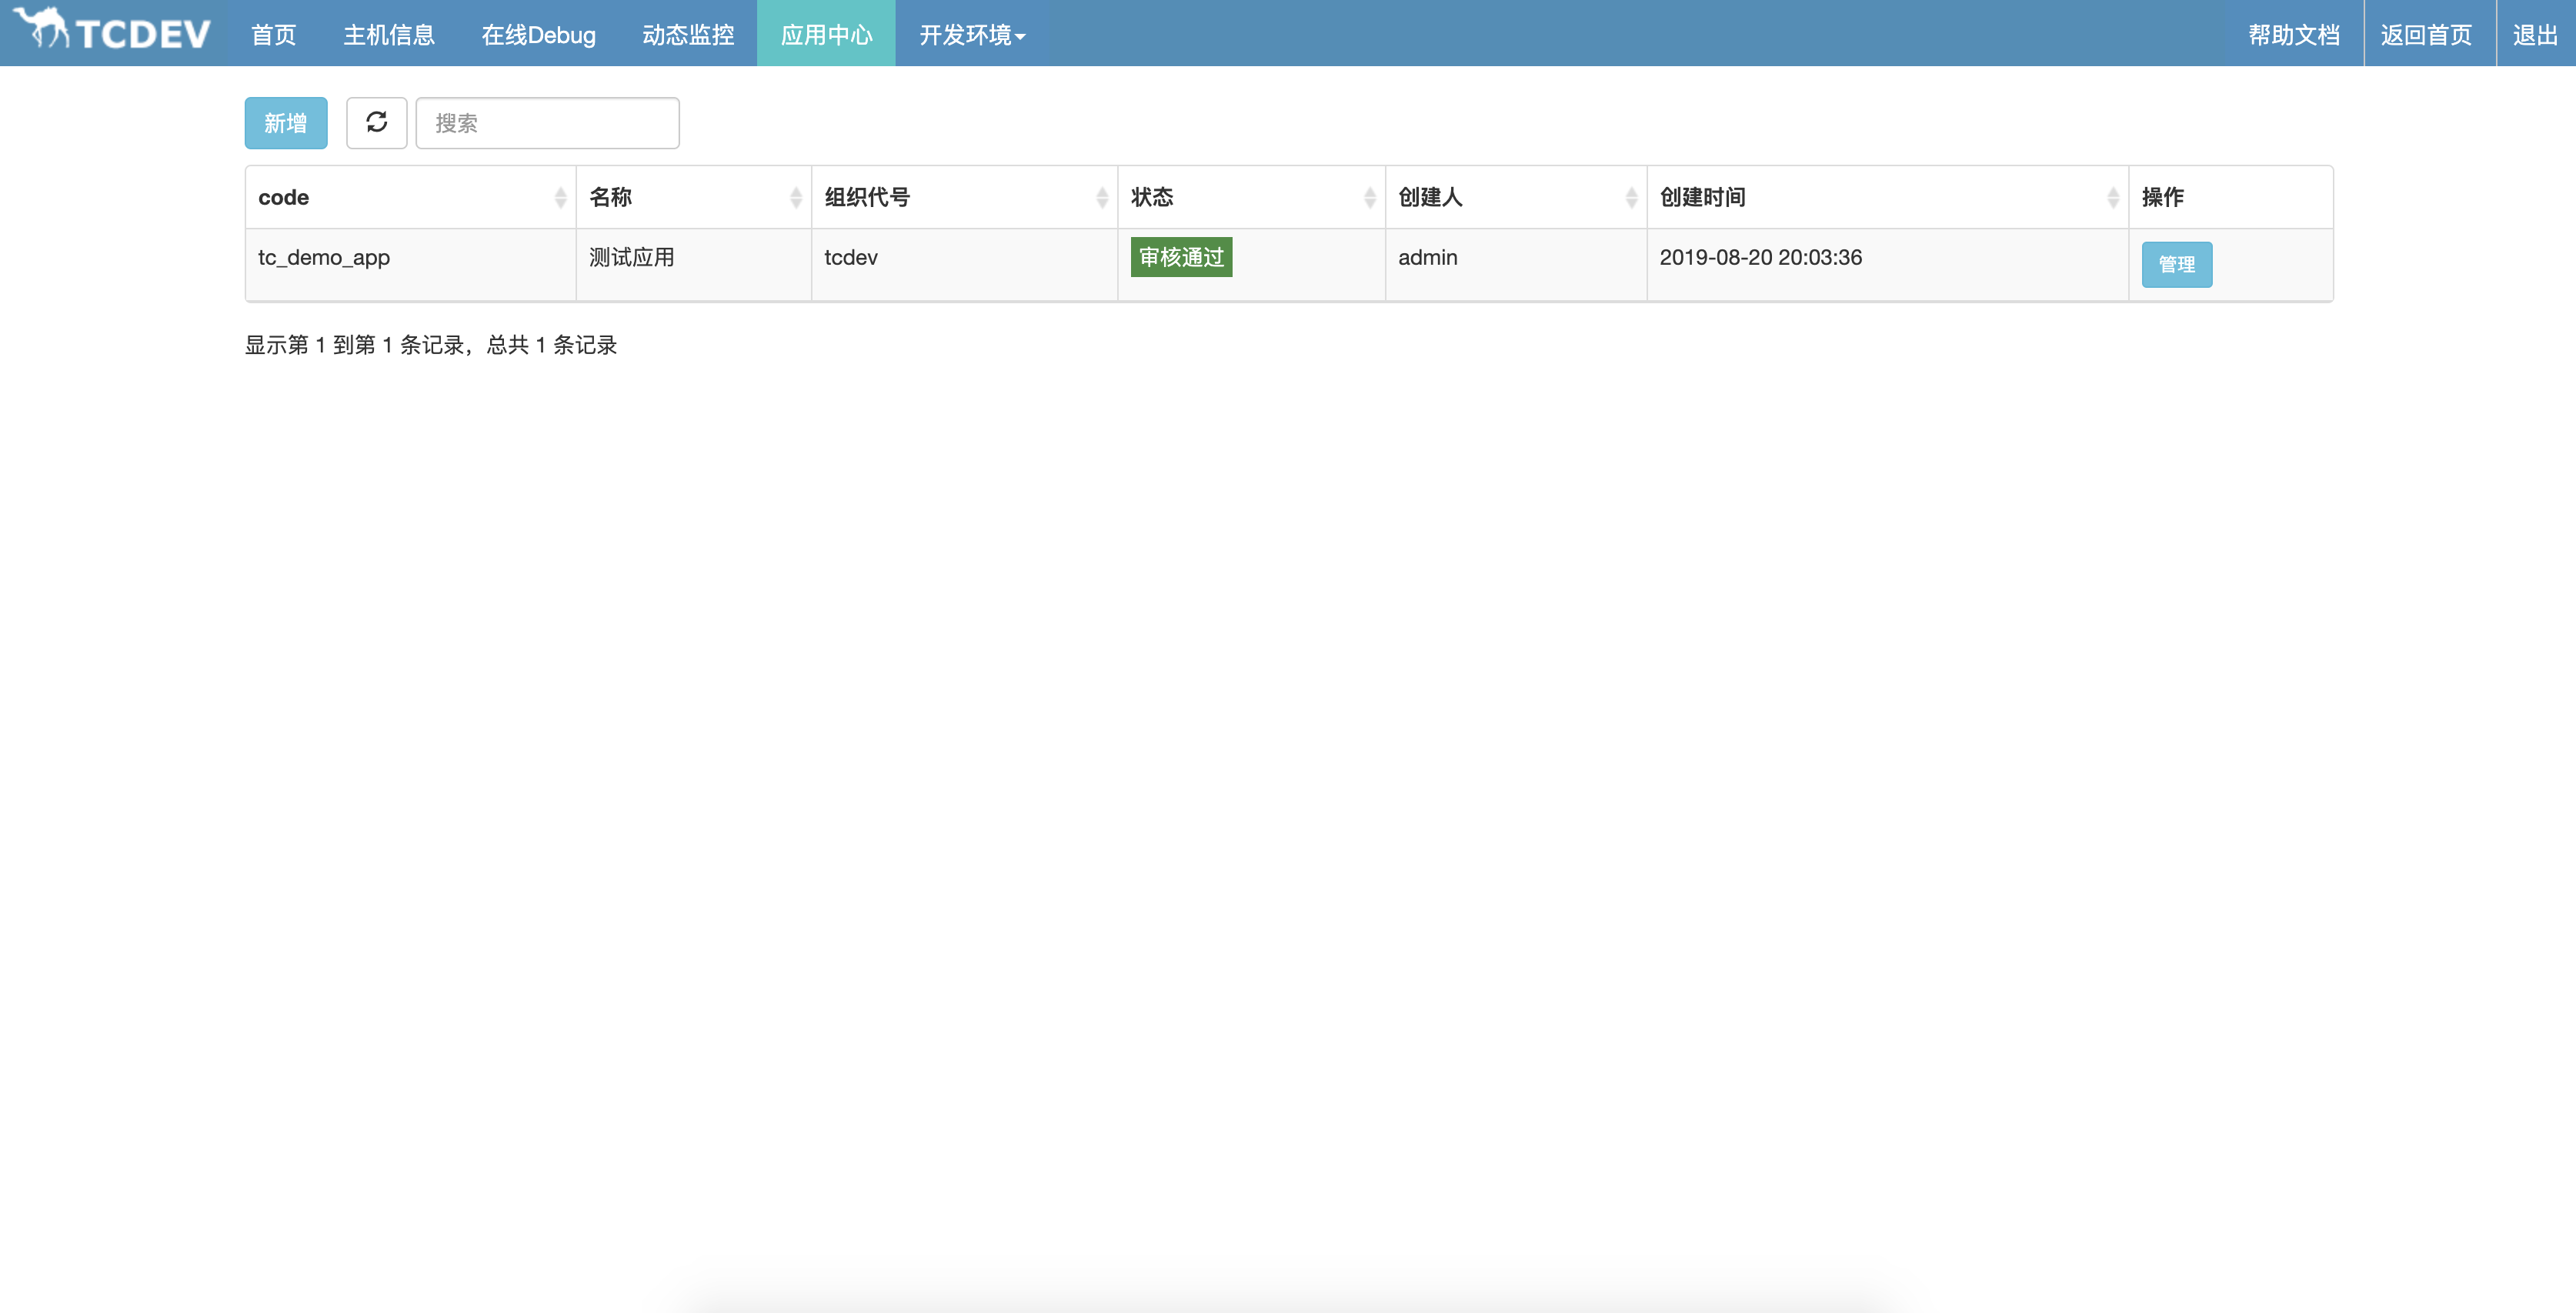 TCDEV 首页 主机信息 在线Debug 动态监控 应用中心 开发环境 帮助文档 返回首页 退出
新增 搜索
code 名称 组织代号 状态 创建人 创建时间 操作
tc_demo_app 测试应用 tcdev 审核通过 admin 2019-08-20 20:03:36 管理
显示第 1 到第 1 条记录，总共 1 条记录